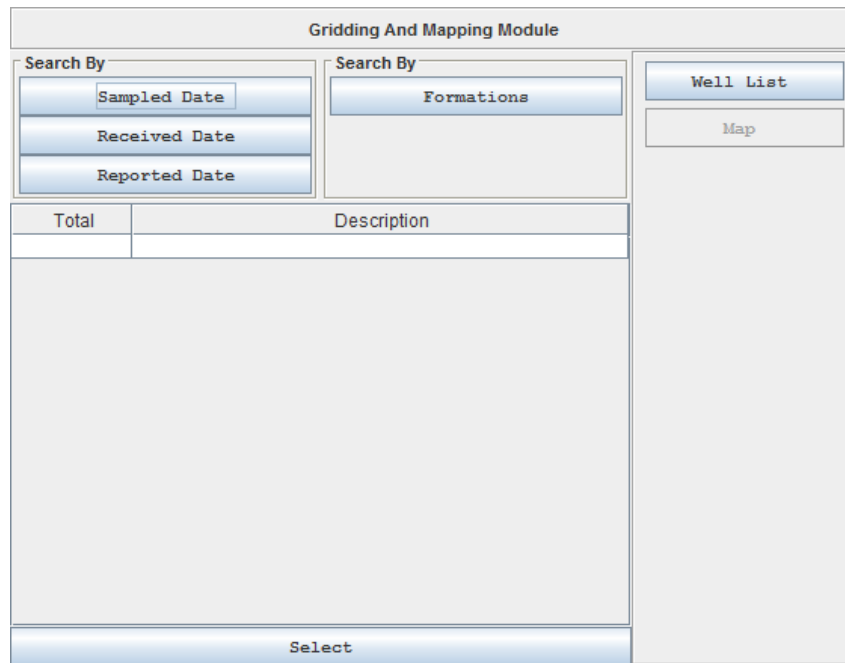 Gridding And Mapping Module
Search By
Sampled Date
Received Date
Reported Date
Search By
Formations
Well List
Map
Total Description
Select